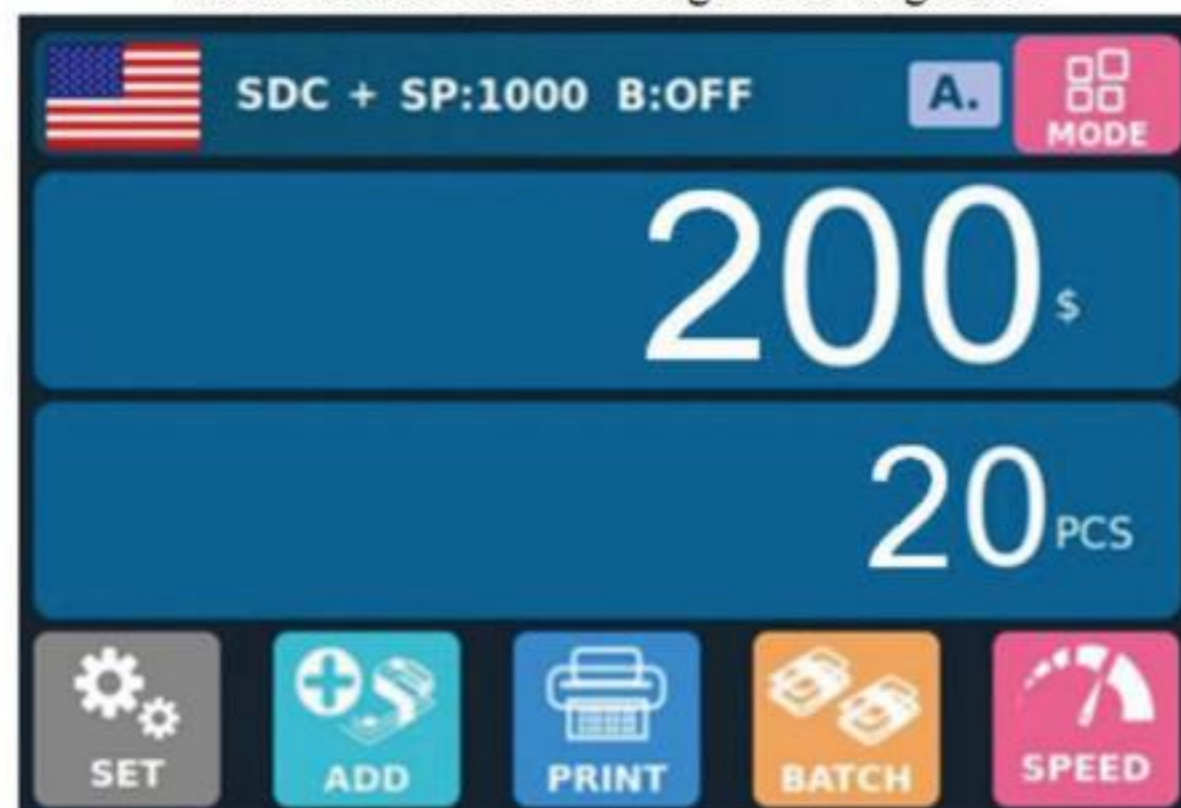 SDC + SP:1000 B:OFF
A.
MODE
200 $
20 PCS
SET
ADD
PRINT
BATCH
SPEED